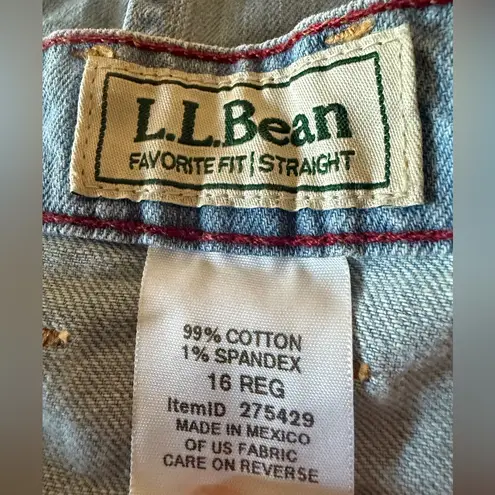 L.L.Bean
FAVORITE FIT | STRAIGHT
99% COTTON
1% SPANDEX
16 REG
ItemID 275429
MADE IN MEXICO
OF US FABRIC
CARE ON REVERSE